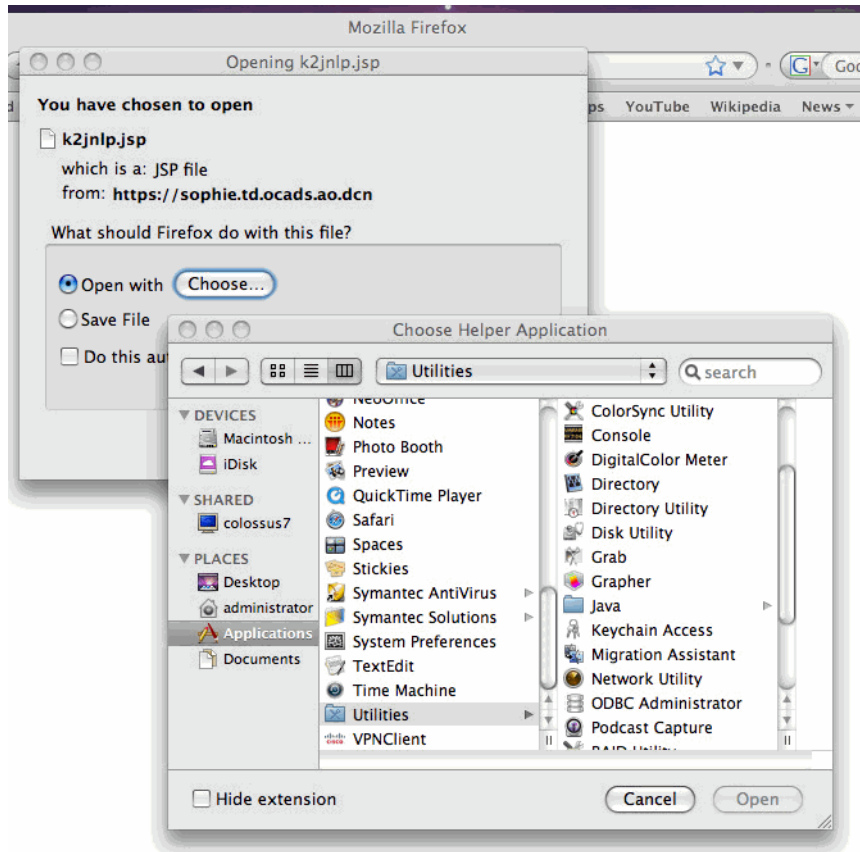 Mozilla Firefox
Opening k2jnlp.jsp
YouTube Wikipedia News
You have chosen to open
k2jnlp.jsp
which is a: JSP file
from: https://sophie.td.ocads.ao.dcn
What should Firefox do with this file?
Open with Choose...
Save File
Do this
Choose Helper Application
Utilities
search
DEVICES
Macintosh ...
iDisk
SHARED
colossus7
PLACES
Desktop
administrator
Applications
Documents
NeoOffice
Notes
Photo Booth
Preview
QuickTime Player
Safari
Spaces
Stickies
Symantec AntiVirus
Symantec Solutions
System Preferences
TextEdit
Time Machine
Utilities
VPNClient
ColorSync Utility
Console
DigitalColor Meter
Directory
Directory Utility
Disk Utility
Grab
Grapher
Java
Keychain Access
Migration Assistant
Network Utility
ODBC Administrator
Podcast Capture
RAID Utility
Hide extension
Cancel Open